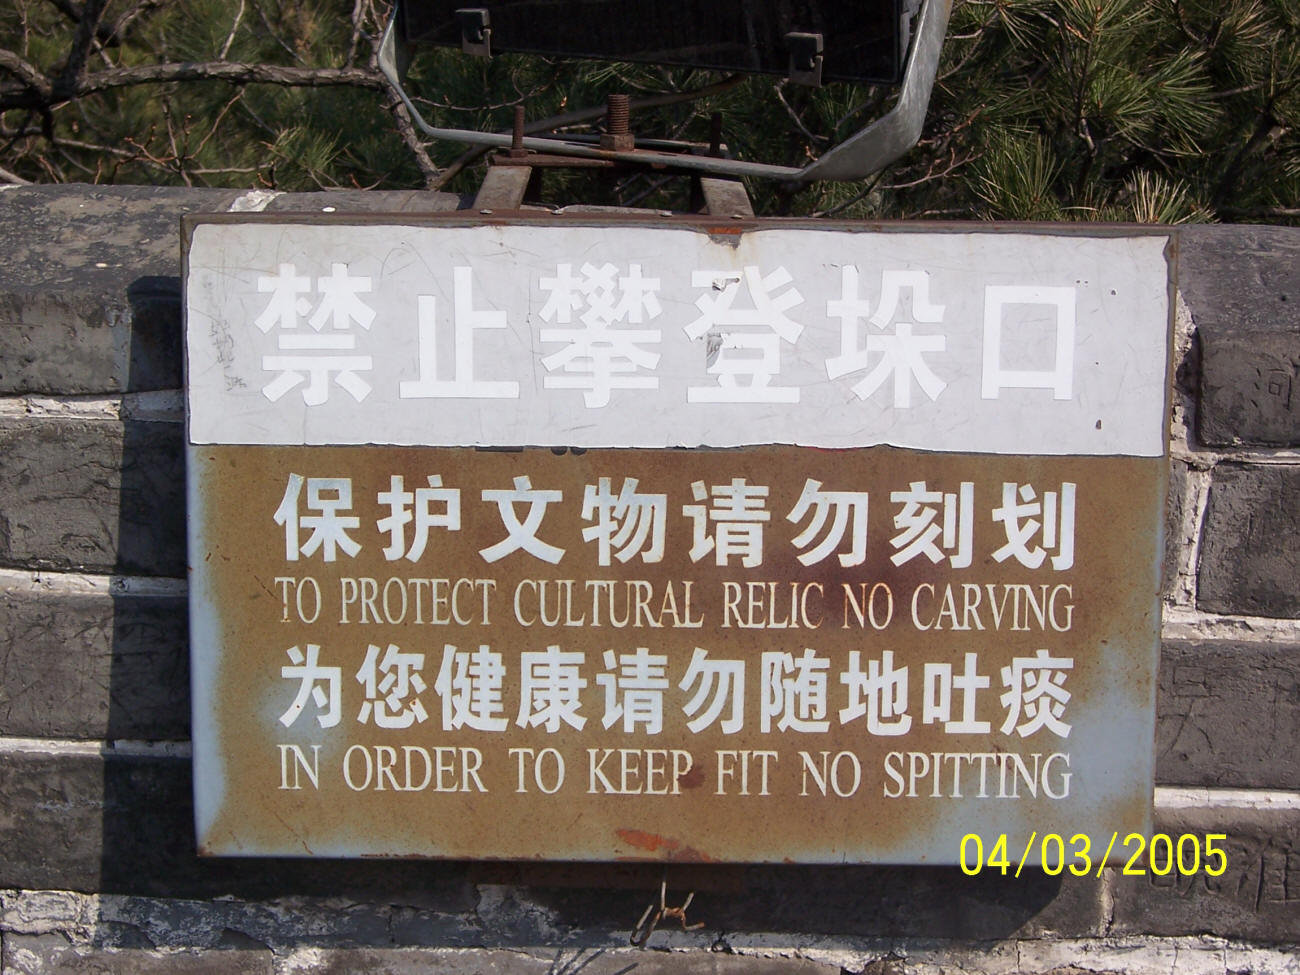 禁止攀登垛口
保护文物请勿刻划
TO PROTECT CULTURAL RELIC NO CARVING
为您健康请勿随地吐痰
IN ORDER TO KEEP FIT NO SPITTING
04/03/2005